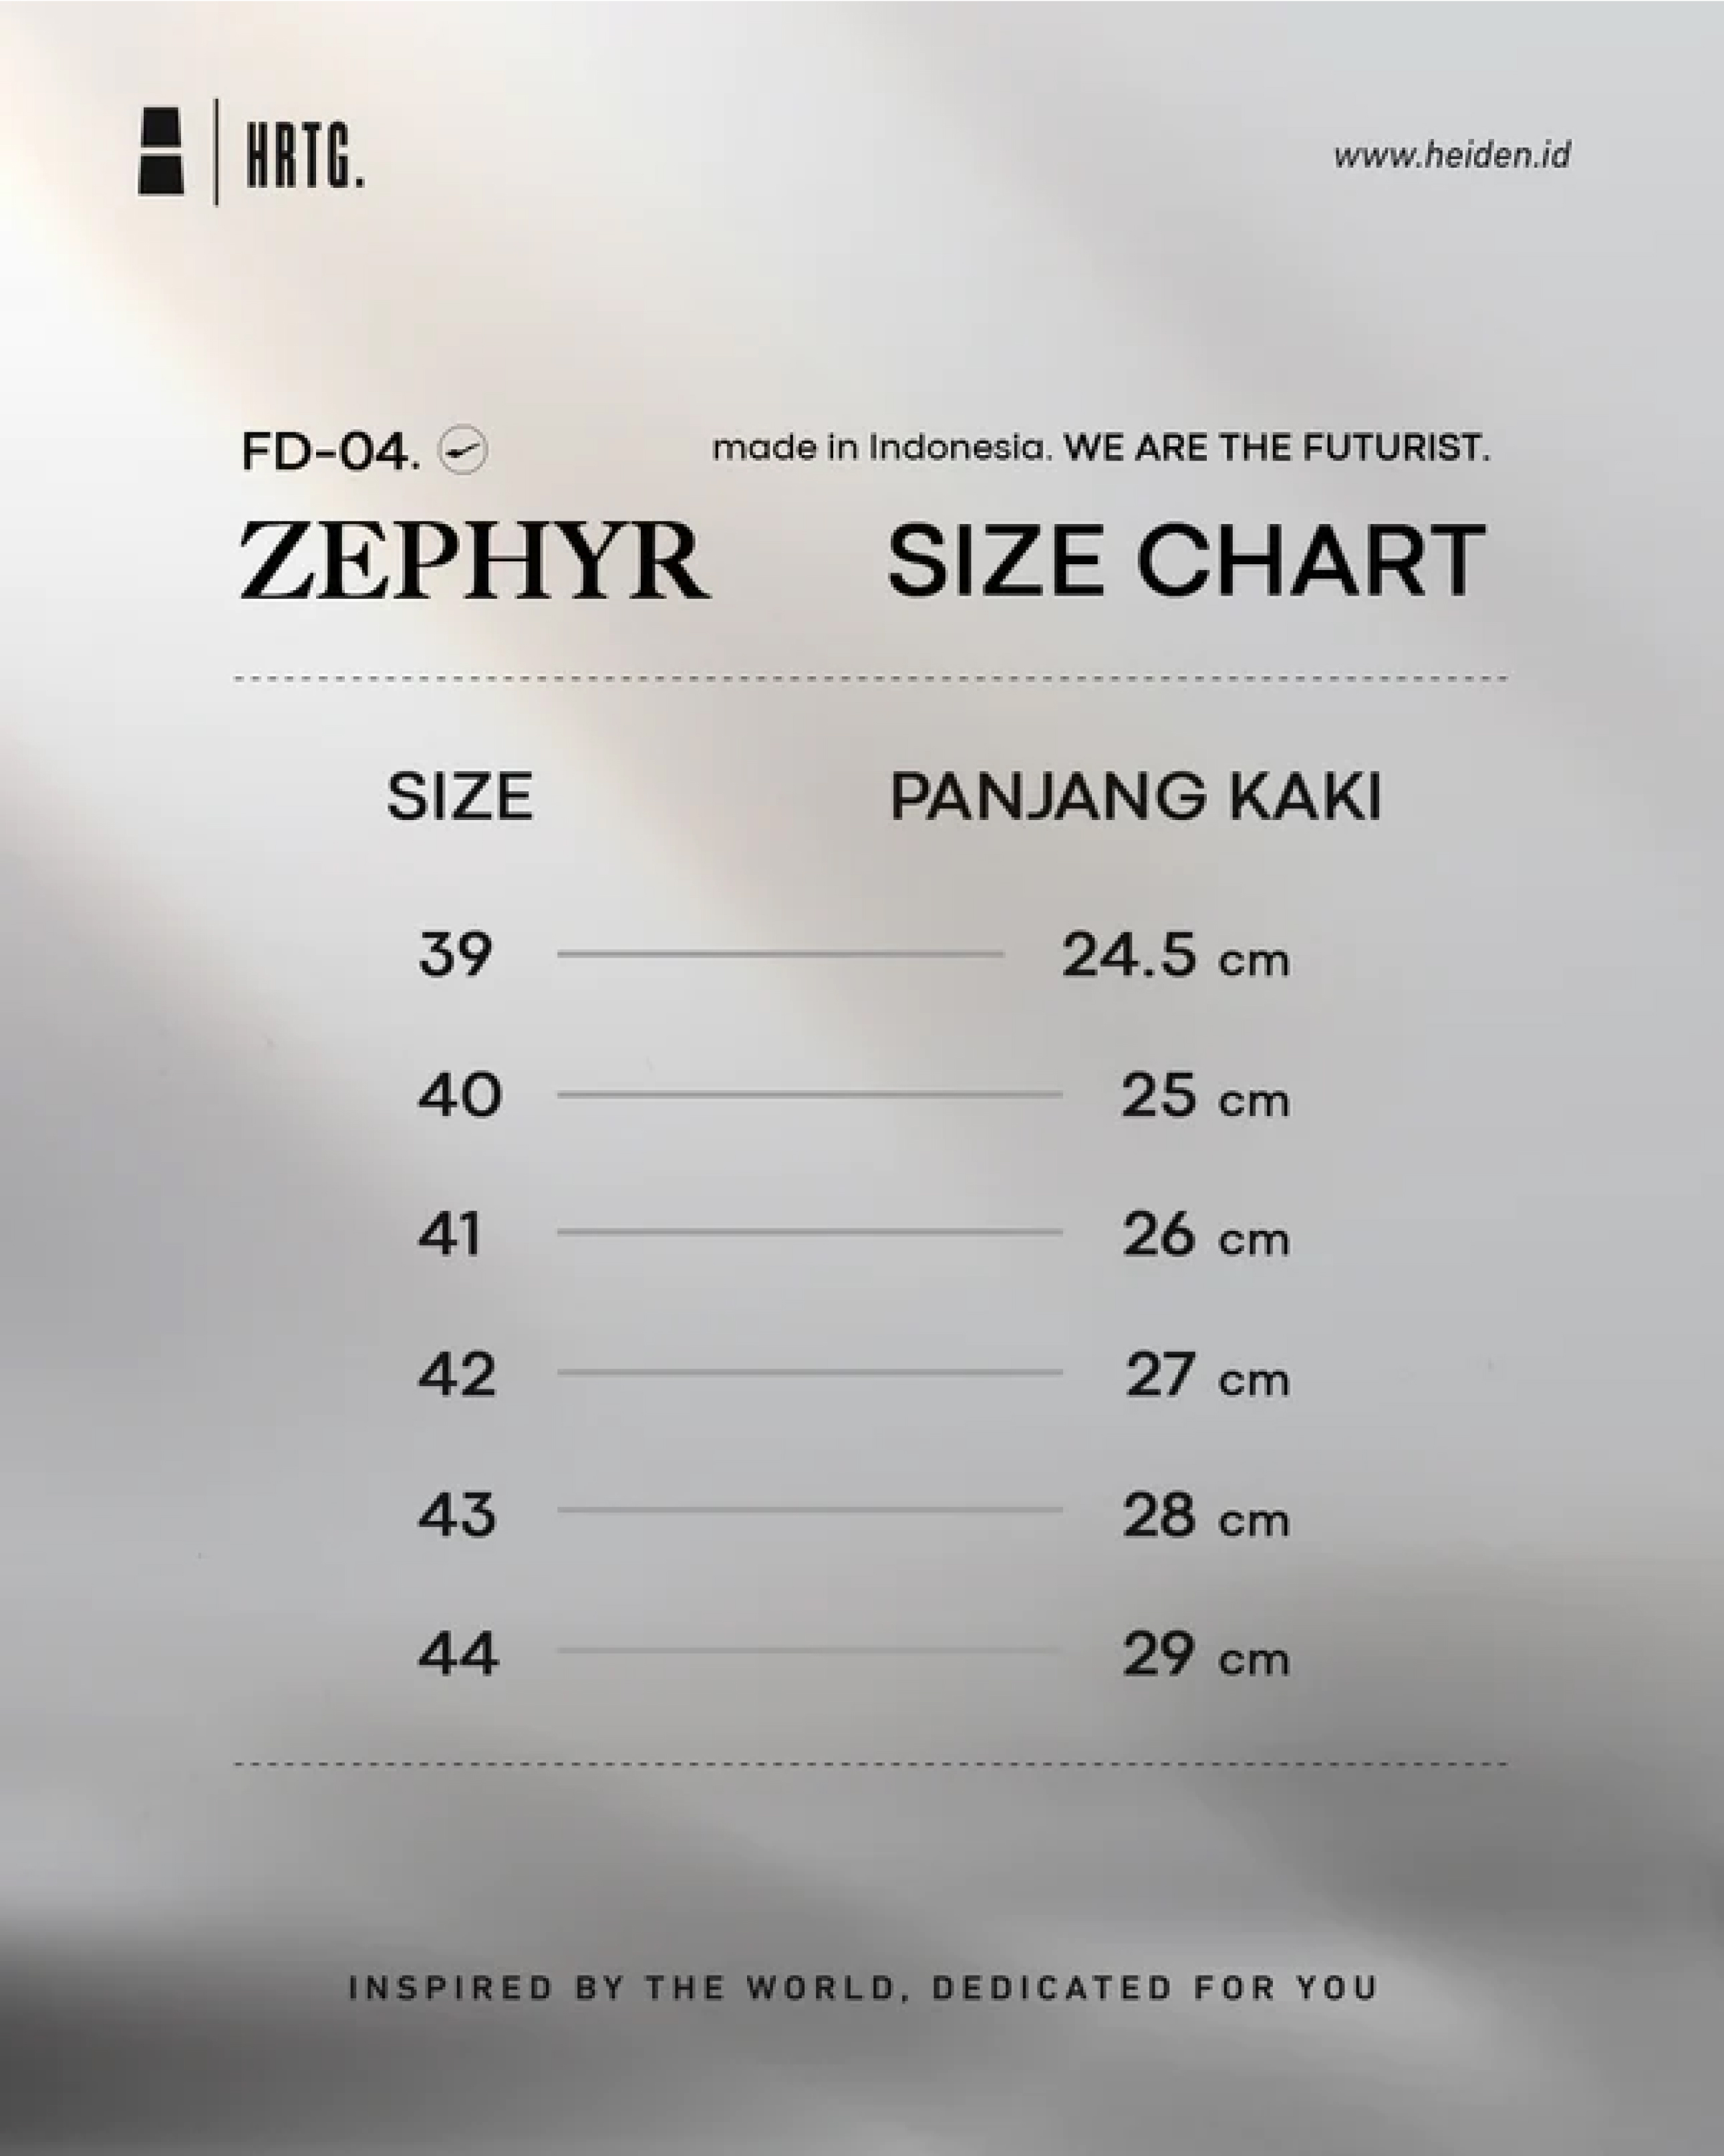 HRTG.
www.heiden.id
FD-04.
made in Indonesia. WE ARE THE FUTURIST.
ZEPHYR
SIZE CHART
SIZE PANJANG KAKI
39 24.5 cm
40 25 cm
41 26 cm
42 27 cm
43 28 cm
44 29 cm
INSPIRED BY THE WORLD, DEDICATED FOR YOU